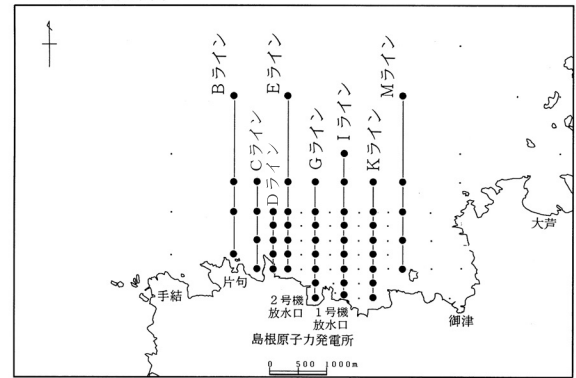 Bライン
Cライン
Dライン
Eライン
Gライン
Iライン
Kライン
Mライン
大芦
片句
手結
御津
2号機
放水口
1号機
放水口
島根原子力発電所
0 500 1000m